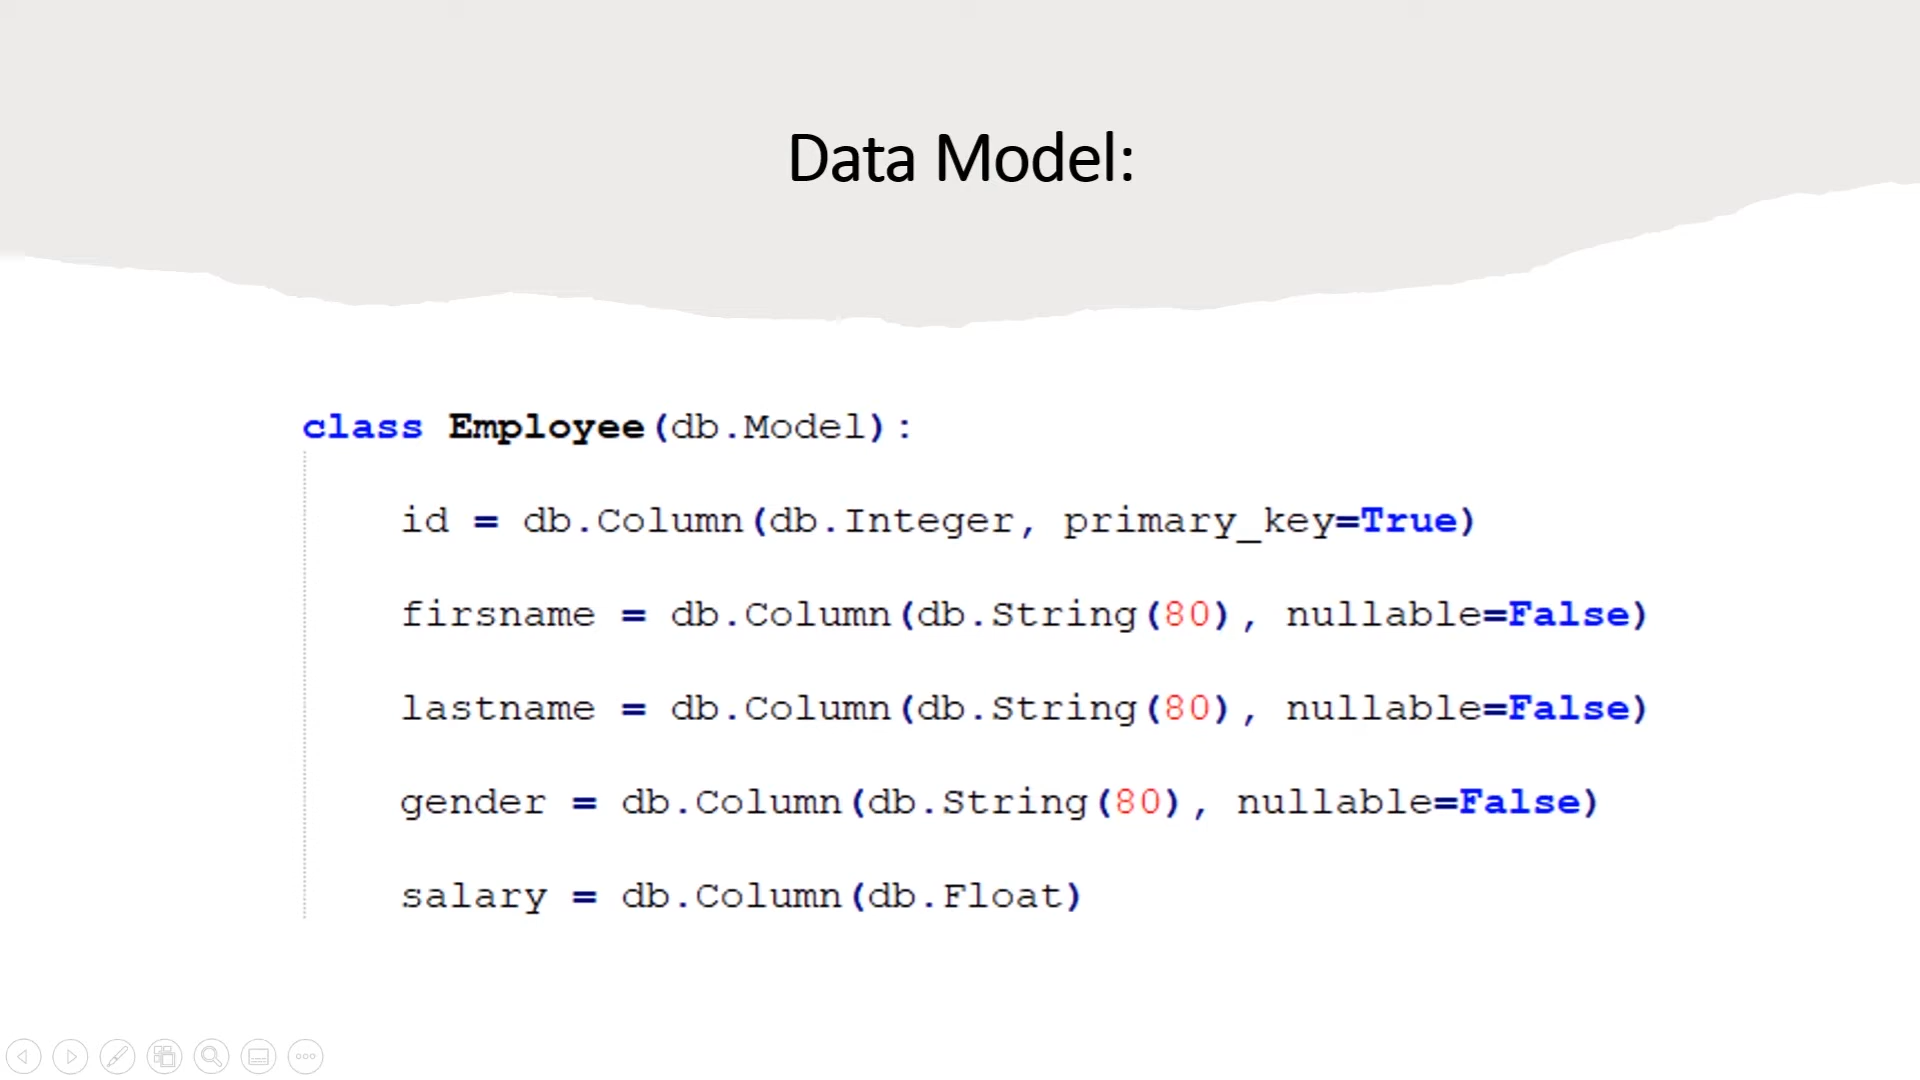 Data Model:
class Employee(db.Model):
id = db.Column(db.Integer, primary_key=True)
firsname = db.Column(db.String(80), nullable=False)
lastname = db.Column(db.String(80), nullable=False)
gender = db.Column(db.String(80), nullable=False)
salary = db.Column(db.Float)